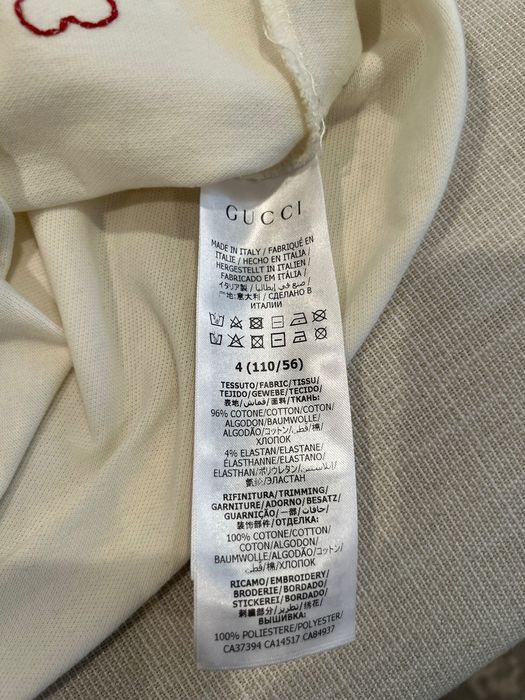 GUCCI
MADE IN ITALY / FABRIQUÉ EN
ITALIE / HECHO EN ITALIA /
HERGESTELLT IN ITALIEN /
FABRICADO EM ITÁLIA /
イタリア製 / صنع في إيطاليا /
产地:意大利 / СДЕЛАНО В
ИТАЛИИ
4 (110/56)
TESSUTO/FABRIC/TISSU/
TEJIDO/GEWEBE/TECIDO/
表地/قماش/面料/ТКАНЬ:
96% COTONE/COTTON/COTON/
ALGODON/BAUMWOLLE/
ALGODÃO/コットン/قطن/棉/
ХЛОПОК
4% ELASTAN/ELASTANE/
ÉLASTHANNE/ELASTANO/
ELASTHAN/ポリウレタン/
氨纶/ЭЛАСТАН
RIFINITURA/TRIMMING/
GARNITURE/ADORNO/BESATZ/
GUARNIÇÃO/一部/حافات/
装饰部件/ОТДЕЛКА:
100% COTONE/COTTON/
COTON/ALGODON/
BAUMWOLLE/ALGODÃO/コットン/
قطن/棉/ХЛОПОК
RICAMO/EMBROIDERY/
BRODERIE/BORDADO/
STICKEREI/BORDADO/
刺繍部分/تطريز/绣花/
ВЫШИВКА:
100% POLIESTERE/POLYESTER/
CA37394 CA14517 CA84937